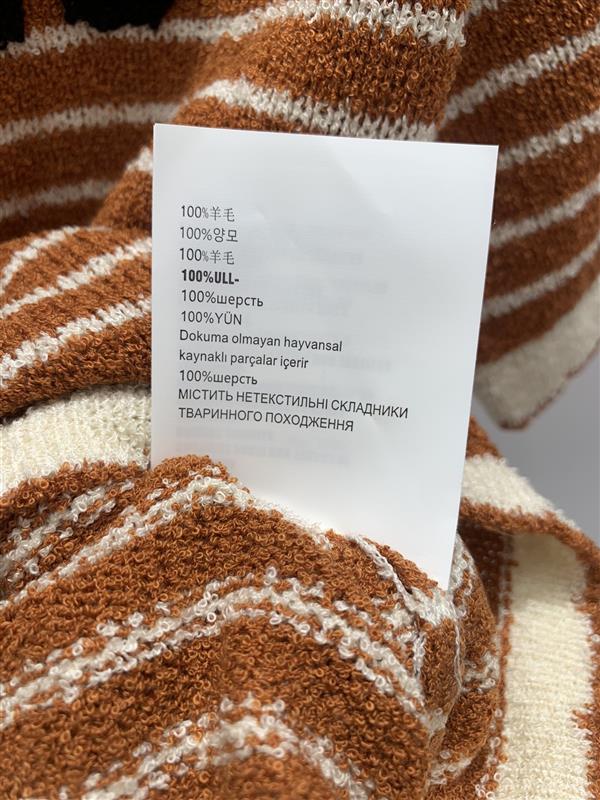 100%羊毛
100%양모
100%羊毛
100%ULL-
100%шерсть
100%YÜN
Dokuma olmayan hayvansal
kaynaklı parçalar içerir
100%шерсть
МІСТИТЬ НЕТЕКСТИЛЬНІ СКЛАДНИКИ
ТВАРИННОГО ПОХОДЖЕННЯ